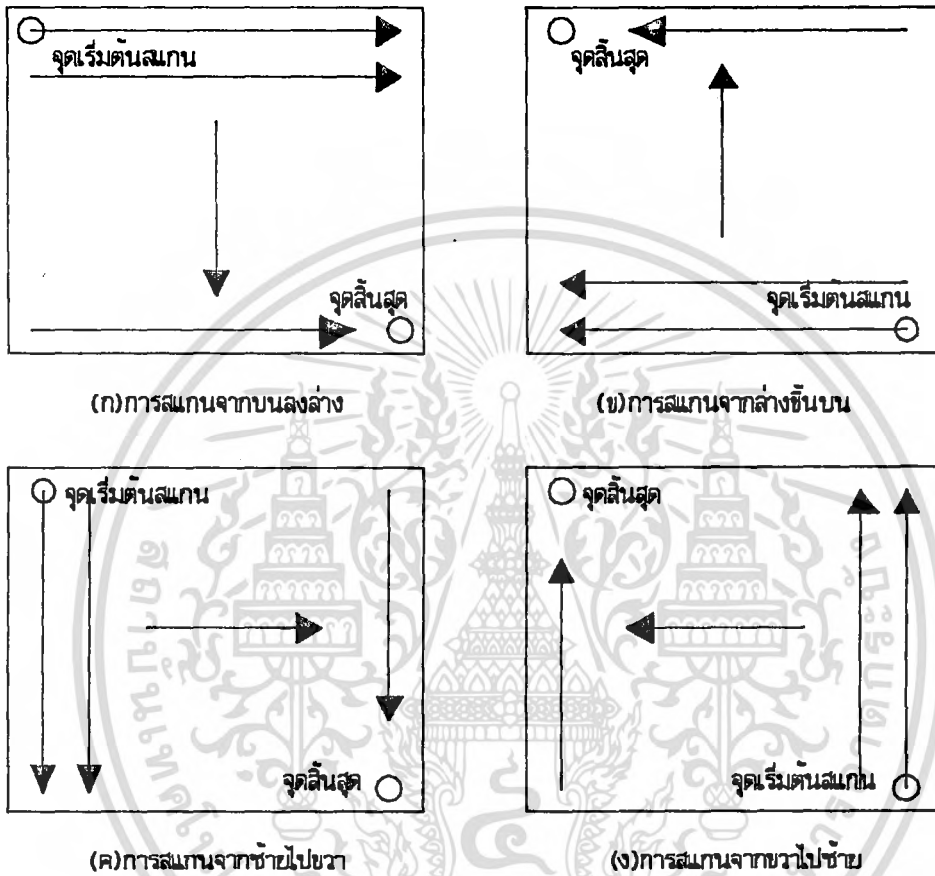 จุดเริ่มต้นสแกน
จุดสิ้นสุด
(ก)การสแกนจากบนลงล่าง
จุดสิ้นสุด
จุดเริ่มต้นสแกน
(ข)การสแกนจากล่างขึ้นบน
จุดเริ่มต้นสแกน
จุดสิ้นสุด
(ค)การสแกนจากซ้ายไปขวา
จุดสิ้นสุด
จุดเริ่มต้นสแกน
(ง)การสแกนจากขวาไปซ้าย